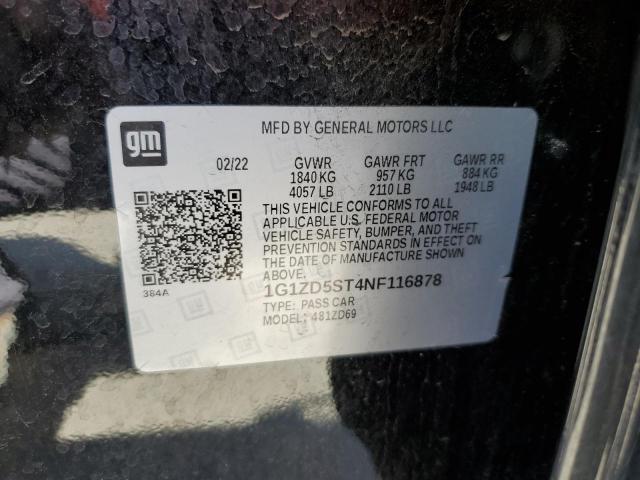 gm
MFD BY GENERAL MOTORS LLC
02/22 GVWR GAWR FRT GAWR RR
1840 KG 957 KG 884 KG
4057 LB 2110 LB 1948 LB
THIS VEHICLE CONFORMS TO ALL
APPLICABLE U.S. FEDERAL MOTOR
VEHICLE SAFETY, BUMPER, AND THEFT
PREVENTION STANDARDS IN EFFECT ON
THE DATE OF MANUFACTURE SHOWN
ABOVE.
384A
1G1ZD5ST4NF116878
TYPE: PASS CAR
MODEL: 481ZD69